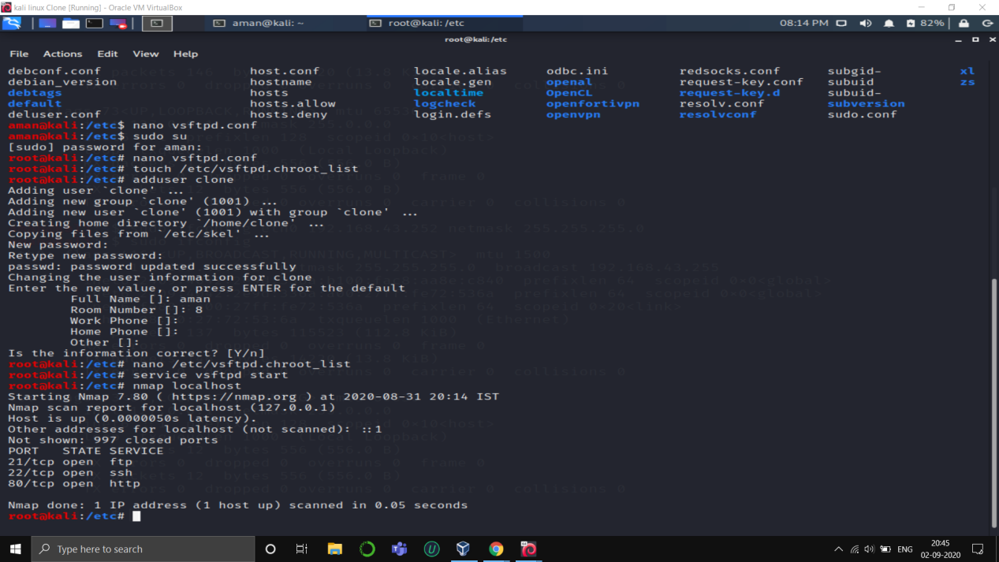 kali linux Clone [Running] - Oracle VM VirtualBox
aman@kali: ~
root@kali: /etc
08:14 PM
82%
root@kali: /etc
File Actions Edit View Help
debconf.conf host.conf locale.alias odbc.ini redsocks.conf subgid- xl
debian_version hostname locale.gen openal request-key.conf subuid zs
debtags hosts localtime OpenCL request-key.d subuid-
default hosts.allow logcheck openfortivpn resolv.conf subversion
deluser.conf hosts.deny login.defs openvpn resolvconf sudo.conf
aman@kali:/etc$ nano vsftpd.conf
aman@kali:/etc$ sudo su
[sudo] password for aman:
root@kali:/etc# nano vsftpd.conf
root@kali:/etc# touch /etc/vsftpd.chroot_list
root@kali:/etc# adduser clone
Adding user `clone' ...
Adding new group `clone' (1001) ...
Adding new user `clone' (1001) with group `clone' ...
Creating home directory `/home/clone' ...
Copying files from `/etc/skel' ...
New password:
Retype new password:
passwd: password updated successfully
Changing the user information for clone
Enter the new value, or press ENTER for the default
Full Name []: aman
Room Number []: 8
Work Phone []:
Home Phone []:
Other []:
Is the information correct? [Y/n]
root@kali:/etc# nano /etc/vsftpd.chroot_list
root@kali:/etc# service vsftpd start
root@kali:/etc# nmap localhost
Starting Nmap 7.80 ( https://nmap.org ) at 2020-08-31 20:14 IST
Nmap scan report for localhost (127.0.0.1)
Host is up (0.0000050s latency).
Other addresses for localhost (not scanned): ::1
Not shown: 997 closed ports
PORT STATE SERVICE
21/tcp open ftp
22/tcp open ssh
80/tcp open http
Nmap done: 1 IP address (1 host up) scanned in 0.05 seconds
root@kali:/etc#
Type here to search
ENG
20:45
02-09-2020